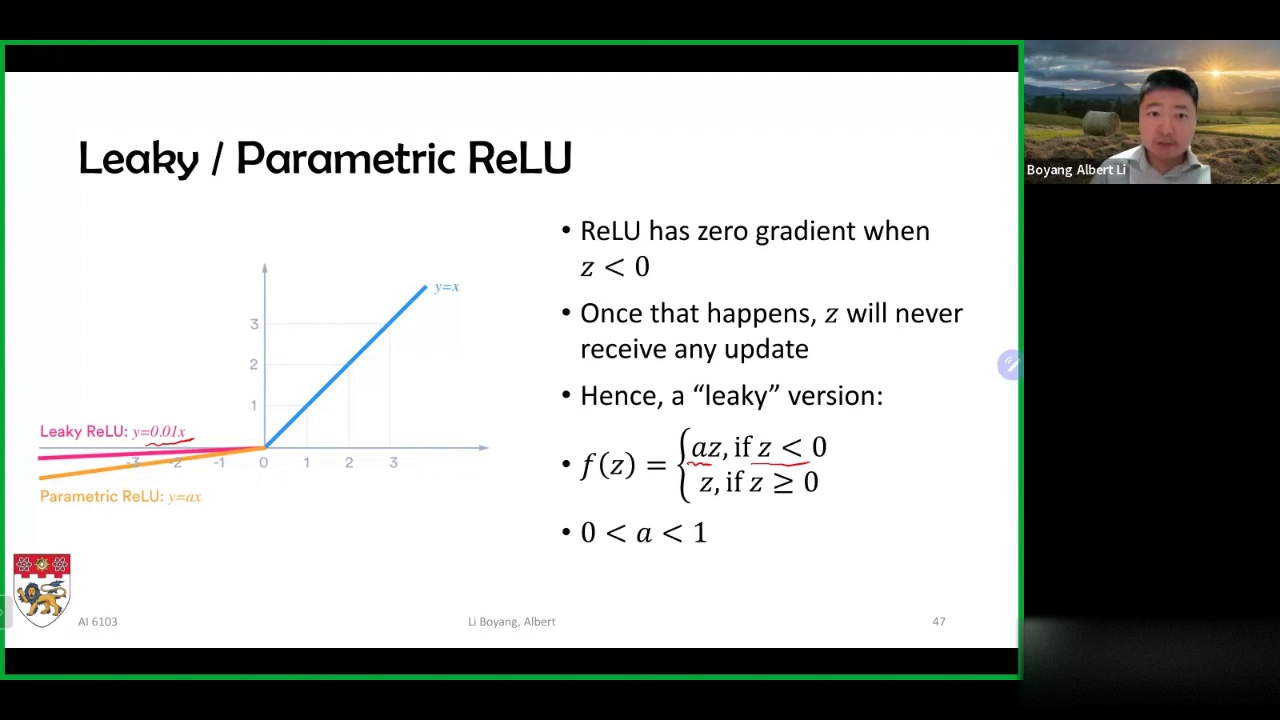 Leaky / Parametric ReLU
y=x
3
2
1
Leaky ReLU: y=0.01x
-3 -2 -1 0 1 2 3
Parametric ReLU: y=ax
• ReLU has zero gradient when
z < 0
• Once that happens, z will never
receive any update
• Hence, a “leaky” version:
• f(z) = { az, if z < 0
z, if z ≥ 0
• 0 < a < 1
AI 6103
Li Boyang, Albert
47
Boyang Albert Li